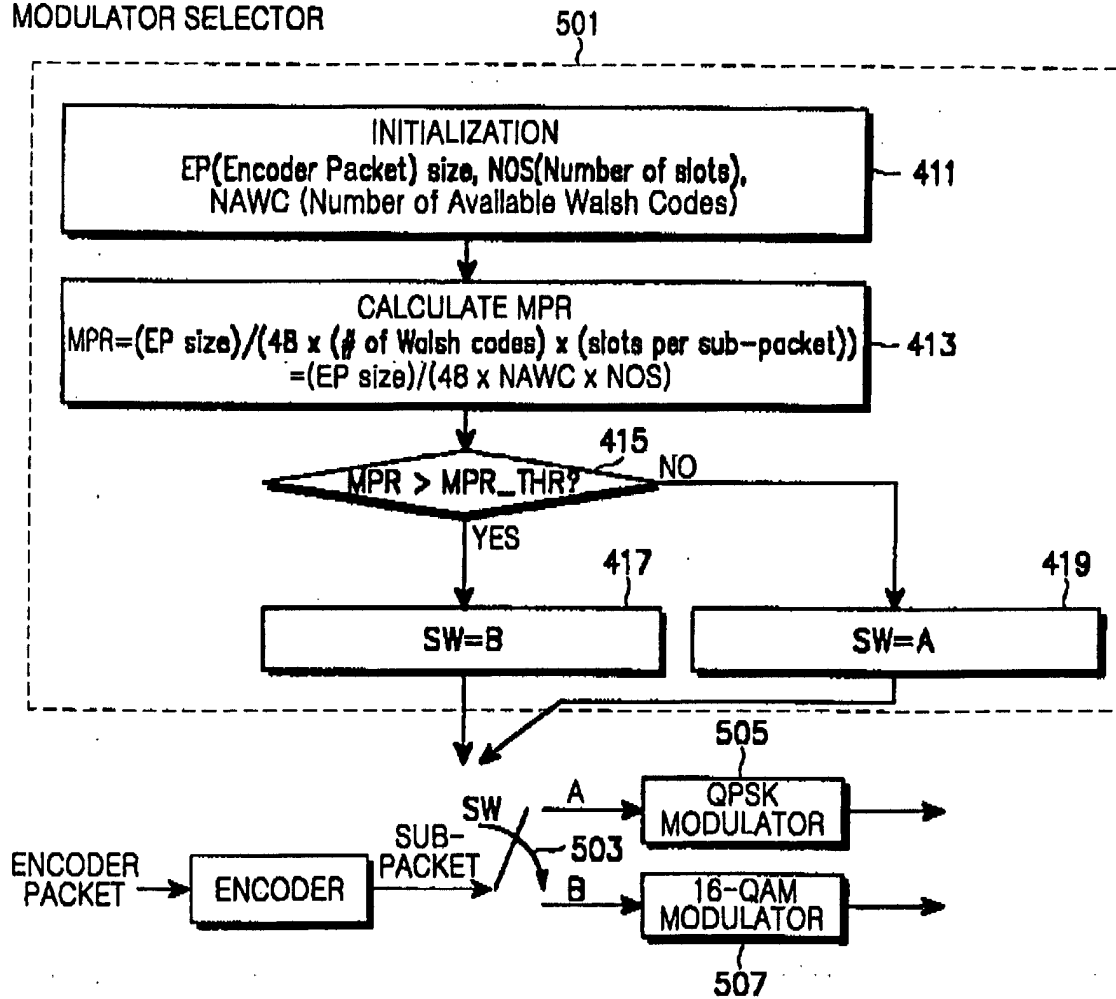 MODULATOR SELECTOR
501
INITIALIZATION
EP(Encoder Packet) size, NOS(Number of slots),
NAWC (Number of Available Walsh Codes)
411
CALCULATE MPR
MPR=(EP size)/(48 x (# of Walsh codes) x (slots per sub-packet))
=(EP size)/(48 x NAWC x NOS)
413
415
MPR > MPR_THR?
NO
YES
417
SW=B
419
SW=A
505
SW
A
QPSK
MODULATOR
503
SUB-
PACKET
ENCODER
PACKET
ENCODER
B
16-QAM
MODULATOR
507